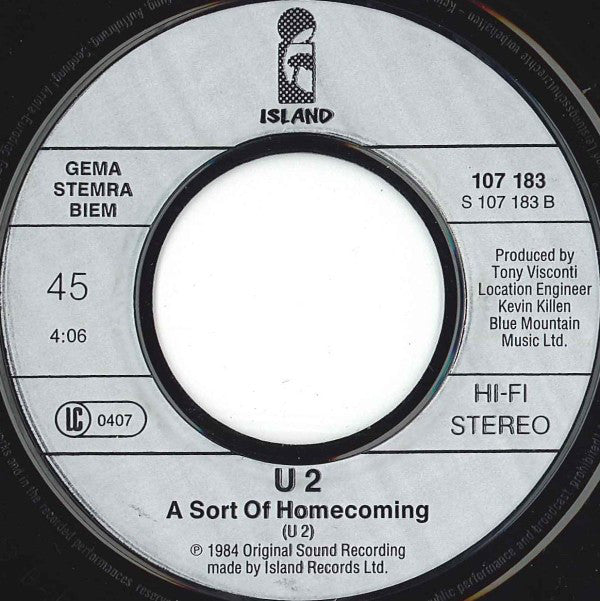 ISLAND
GEMA
STEMRA
BIEM
107 183
S 107 183 B
45
4:06
Produced by
Tony Visconti
Location Engineer
Kevin Killen
Blue Mountain
Music Ltd.
LC 0407
HI-FI
STEREO
U 2
A Sort Of Homecoming
(U 2)
℗ 1984 Original Sound Recording
made by Island Records Ltd.